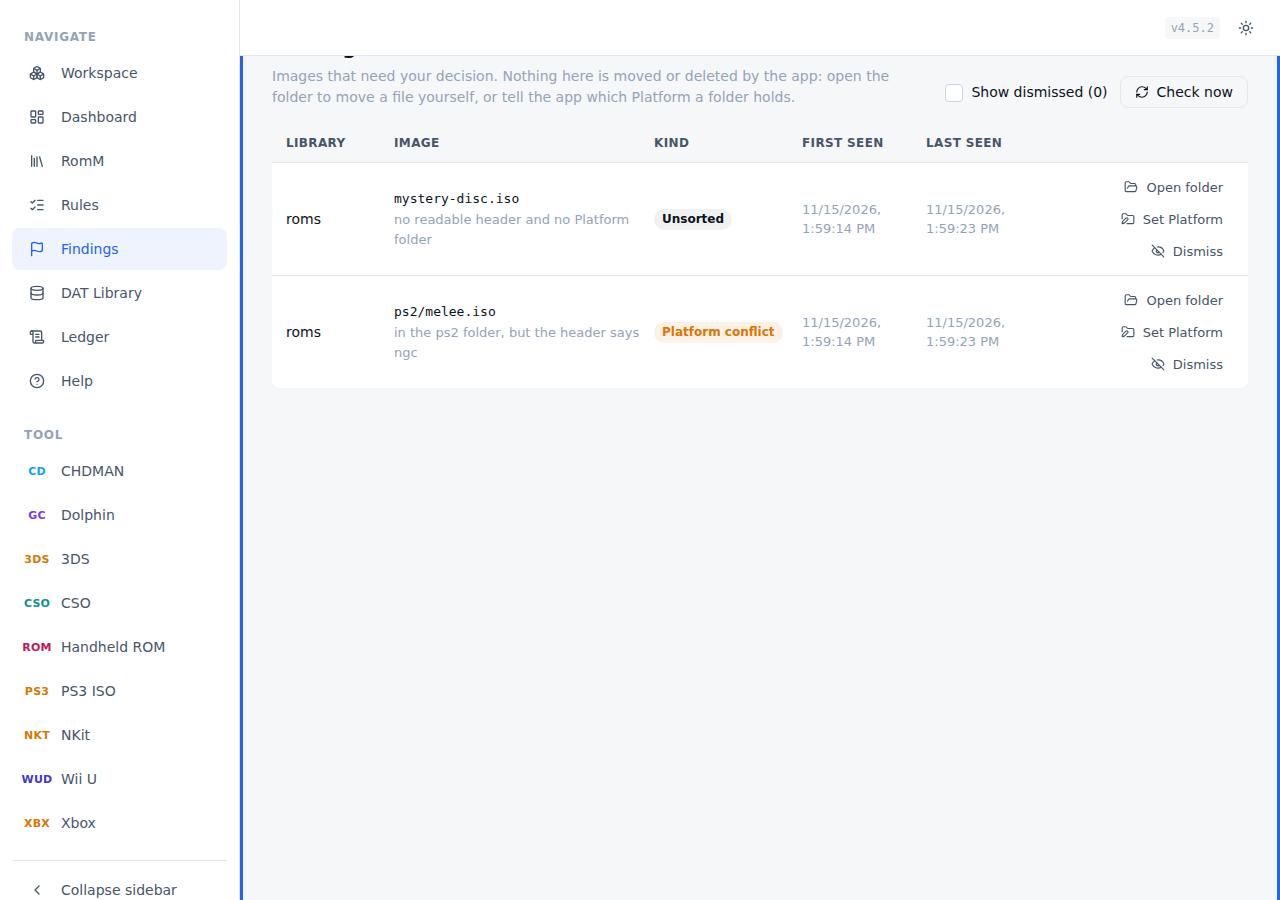 NAVIGATE
Workspace
Dashboard
RomM
Rules
Findings
DAT Library
Ledger
Help
TOOL
CD CHDMAN
GC Dolphin
3DS 3DS
CSO CSO
ROM Handheld ROM
PS3 PS3 ISO
NKT NKit
WUD Wii U
XBX Xbox
Collapse sidebar
v4.5.2
Images that need your decision. Nothing here is moved or deleted by the app: open the
folder to move a file yourself, or tell the app which Platform a folder holds.
Show dismissed (0)
Check now
LIBRARY IMAGE KIND FIRST SEEN LAST SEEN
roms
mystery-disc.iso
no readable header and no Platform
folder
Unsorted
11/15/2026,
1:59:14 PM
11/15/2026,
1:59:23 PM
Open folder
Set Platform
Dismiss
roms
ps2/melee.iso
in the ps2 folder, but the header says
ngc
Platform conflict
11/15/2026,
1:59:14 PM
11/15/2026,
1:59:23 PM
Open folder
Set Platform
Dismiss